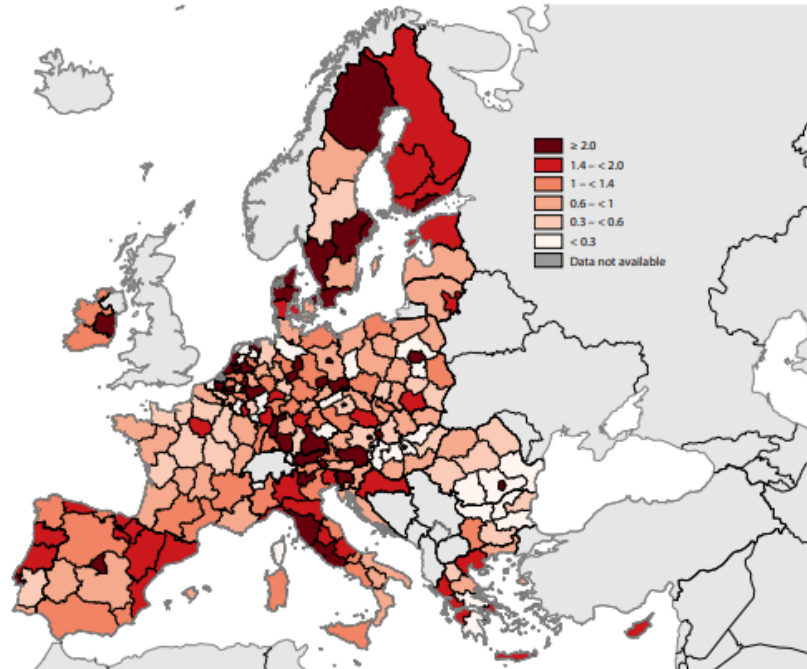 ≥ 2.0
1.4 – < 2.0
1 – < 1.4
0.6 – < 1
0.3 – < 0.6
< 0.3
Data not available